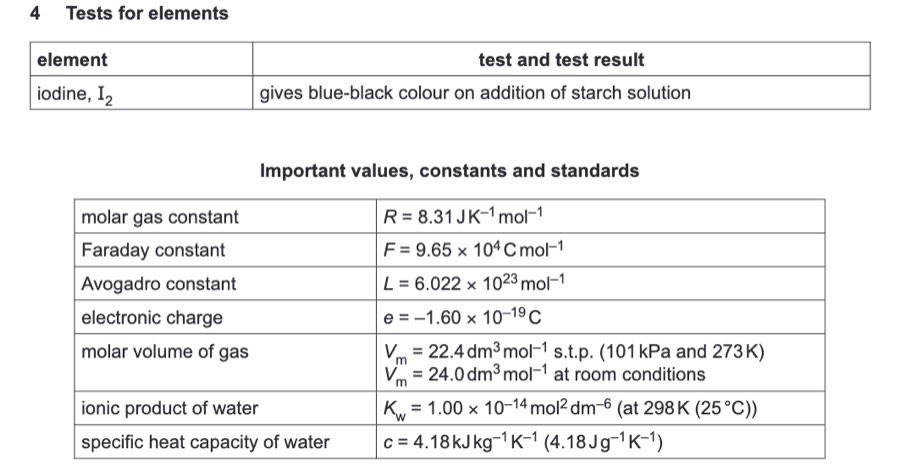 4 Tests for elements
element test and test result
iodine, I₂ gives blue-black colour on addition of starch solution
Important values, constants and standards
molar gas constant R = 8.31 J K⁻¹ mol⁻¹
Faraday constant F = 9.65 × 10⁴ C mol⁻¹
Avogadro constant L = 6.022 × 10²³ mol⁻¹
electronic charge e = −1.60 × 10⁻¹⁹ C
molar volume of gas Vₘ = 22.4 dm³ mol⁻¹ s.t.p. (101 kPa and 273 K)
Vₘ = 24.0 dm³ mol⁻¹ at room conditions
ionic product of water K_w = 1.00 × 10⁻¹⁴ mol² dm⁻⁶ (at 298 K (25 °C))
specific heat capacity of water c = 4.18 kJ kg⁻¹ K⁻¹ (4.18 J g⁻¹ K⁻¹)